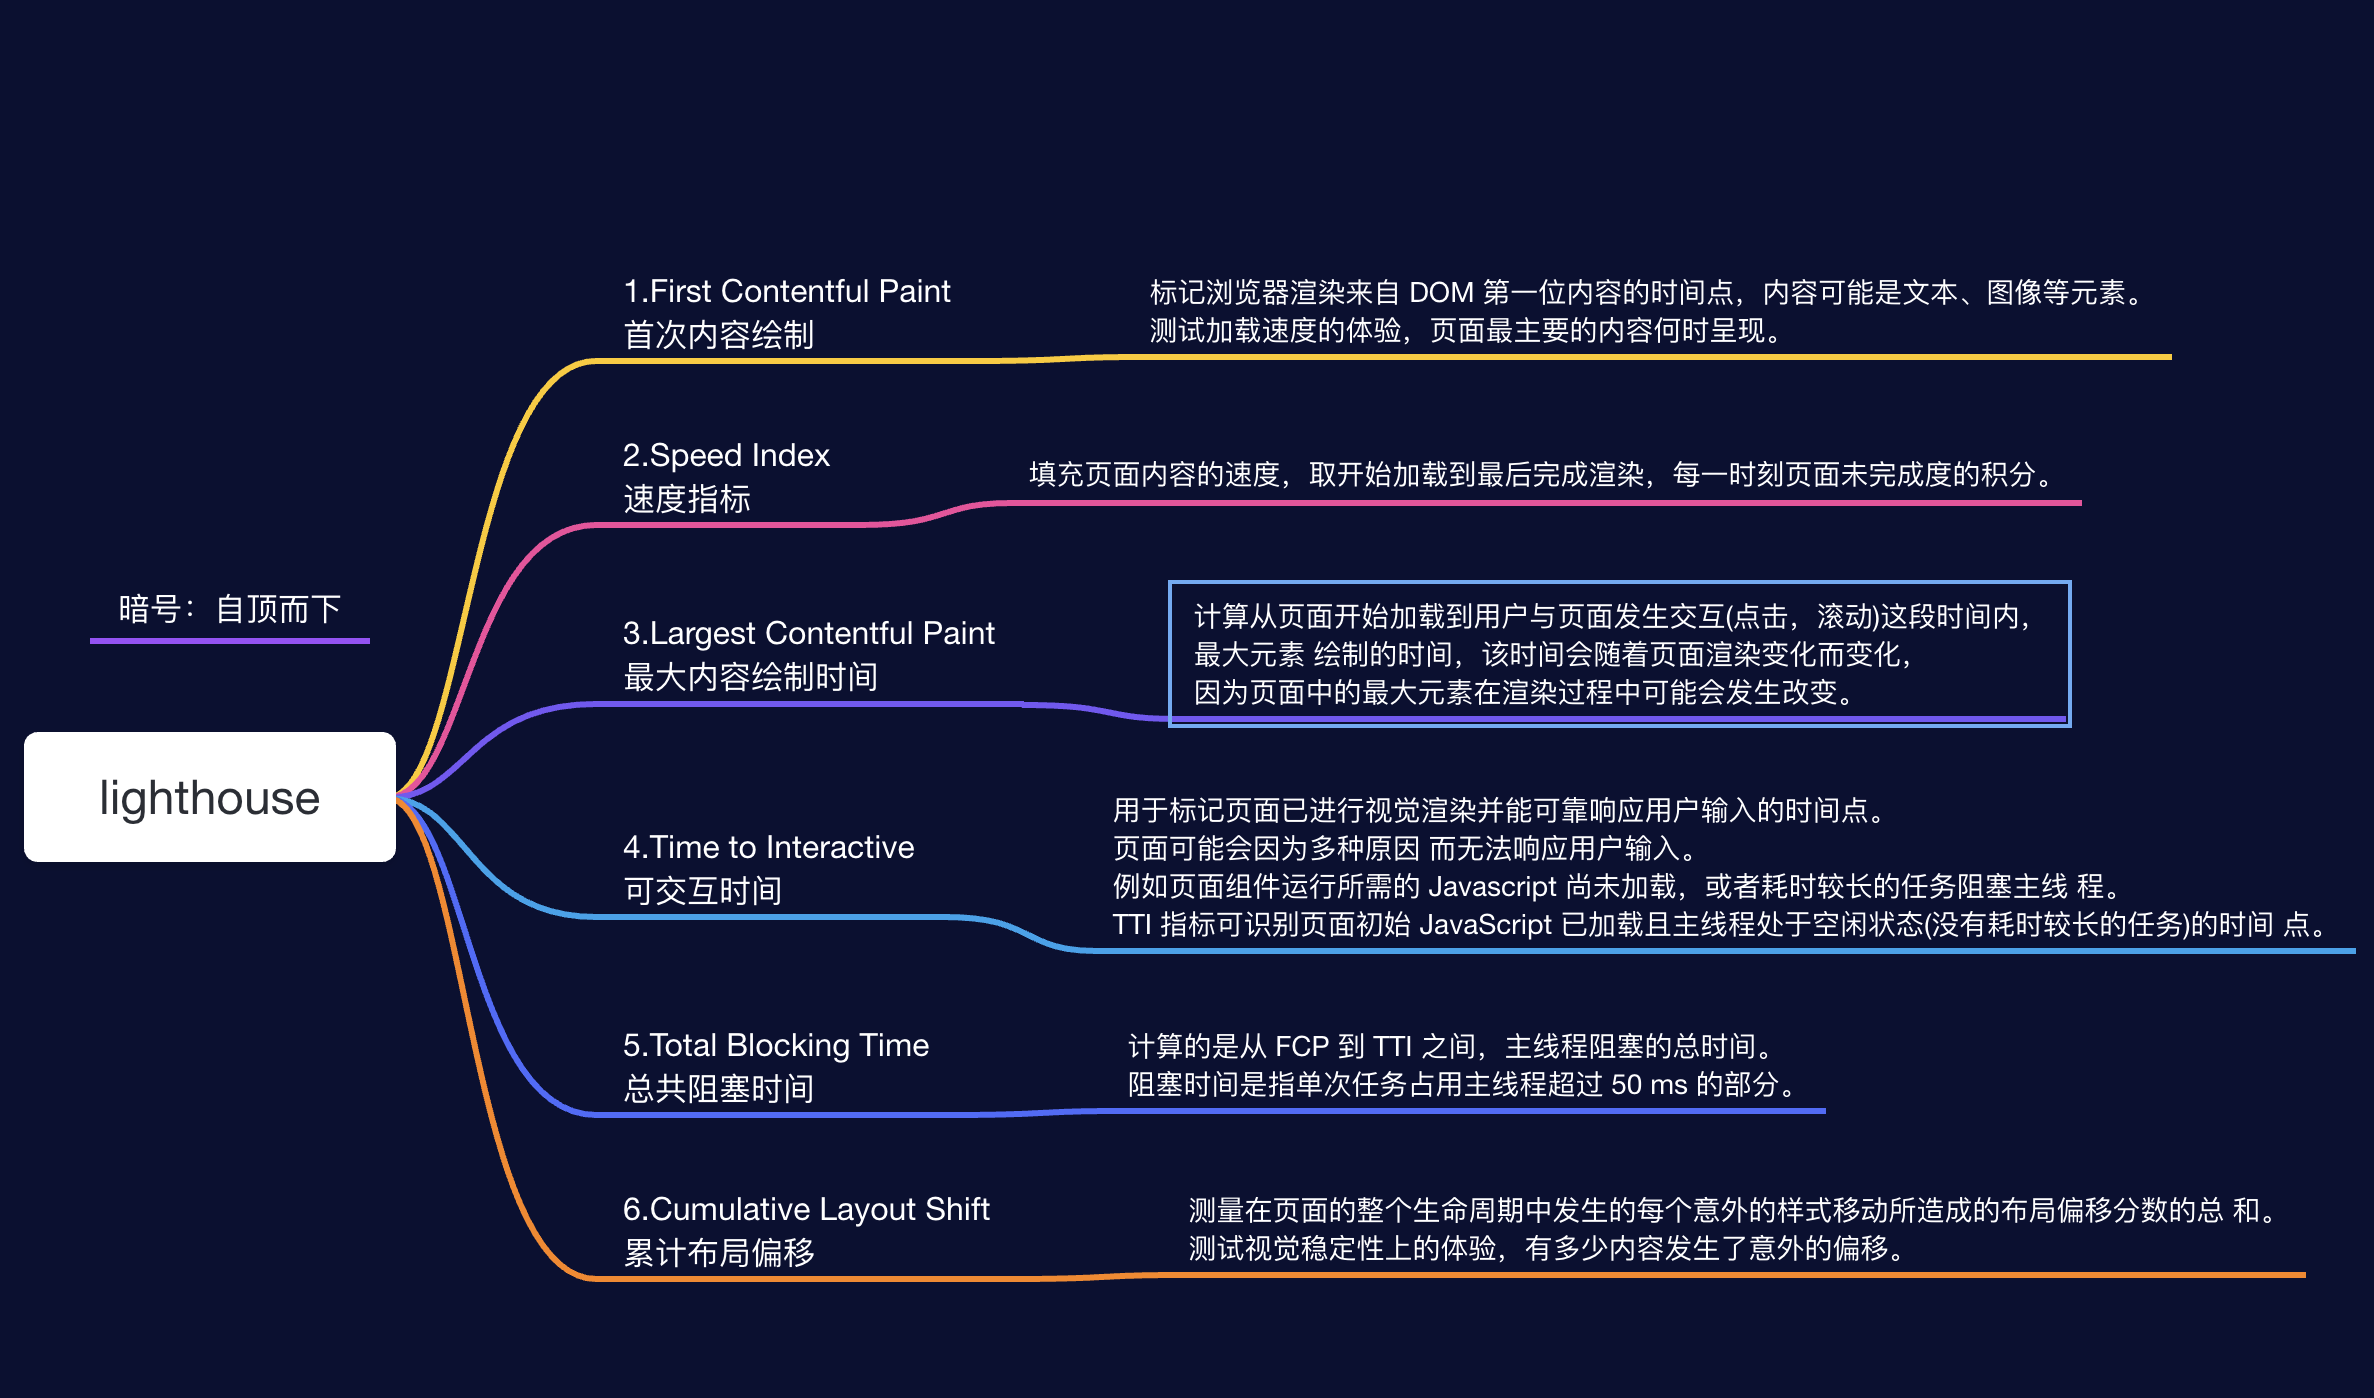 1.First Contentful Paint
首次内容绘制
标记浏览器渲染来自 DOM 第一位内容的时间点，内容可能是文本、图像等元素。
测试加载速度的体验，页面最主要的内容何时呈现。
2.Speed Index
速度指标
填充页面内容的速度，取开始加载到最后完成渲染，每一时刻页面未完成度的积分。
暗号：自顶而下
3.Largest Contentful Paint
最大内容绘制时间
计算从页面开始加载到用户与页面发生交互(点击，滚动)这段时间内，
最大元素 绘制的时间，该时间会随着页面渲染变化而变化，
因为页面中的最大元素在渲染过程中可能会发生改变。
lighthouse
4.Time to Interactive
可交互时间
用于标记页面已进行视觉渲染并能可靠响应用户输入的时间点。
页面可能会因为多种原因 而无法响应用户输入。
例如页面组件运行所需的 Javascript 尚未加载，或者耗时较长的任务阻塞主线 程。
TTI 指标可识别页面初始 JavaScript 已加载且主线程处于空闲状态(没有耗时较长的任务)的时间 点。
5.Total Blocking Time
总共阻塞时间
计算的是从 FCP 到 TTI 之间，主线程阻塞的总时间。
阻塞时间是指单次任务占用主线程超过 50 ms 的部分。
6.Cumulative Layout Shift
累计布局偏移
测量在页面的整个生命周期中发生的每个意外的样式移动所造成的布局偏移分数的总 和。
测试视觉稳定性上的体验，有多少内容发生了意外的偏移。